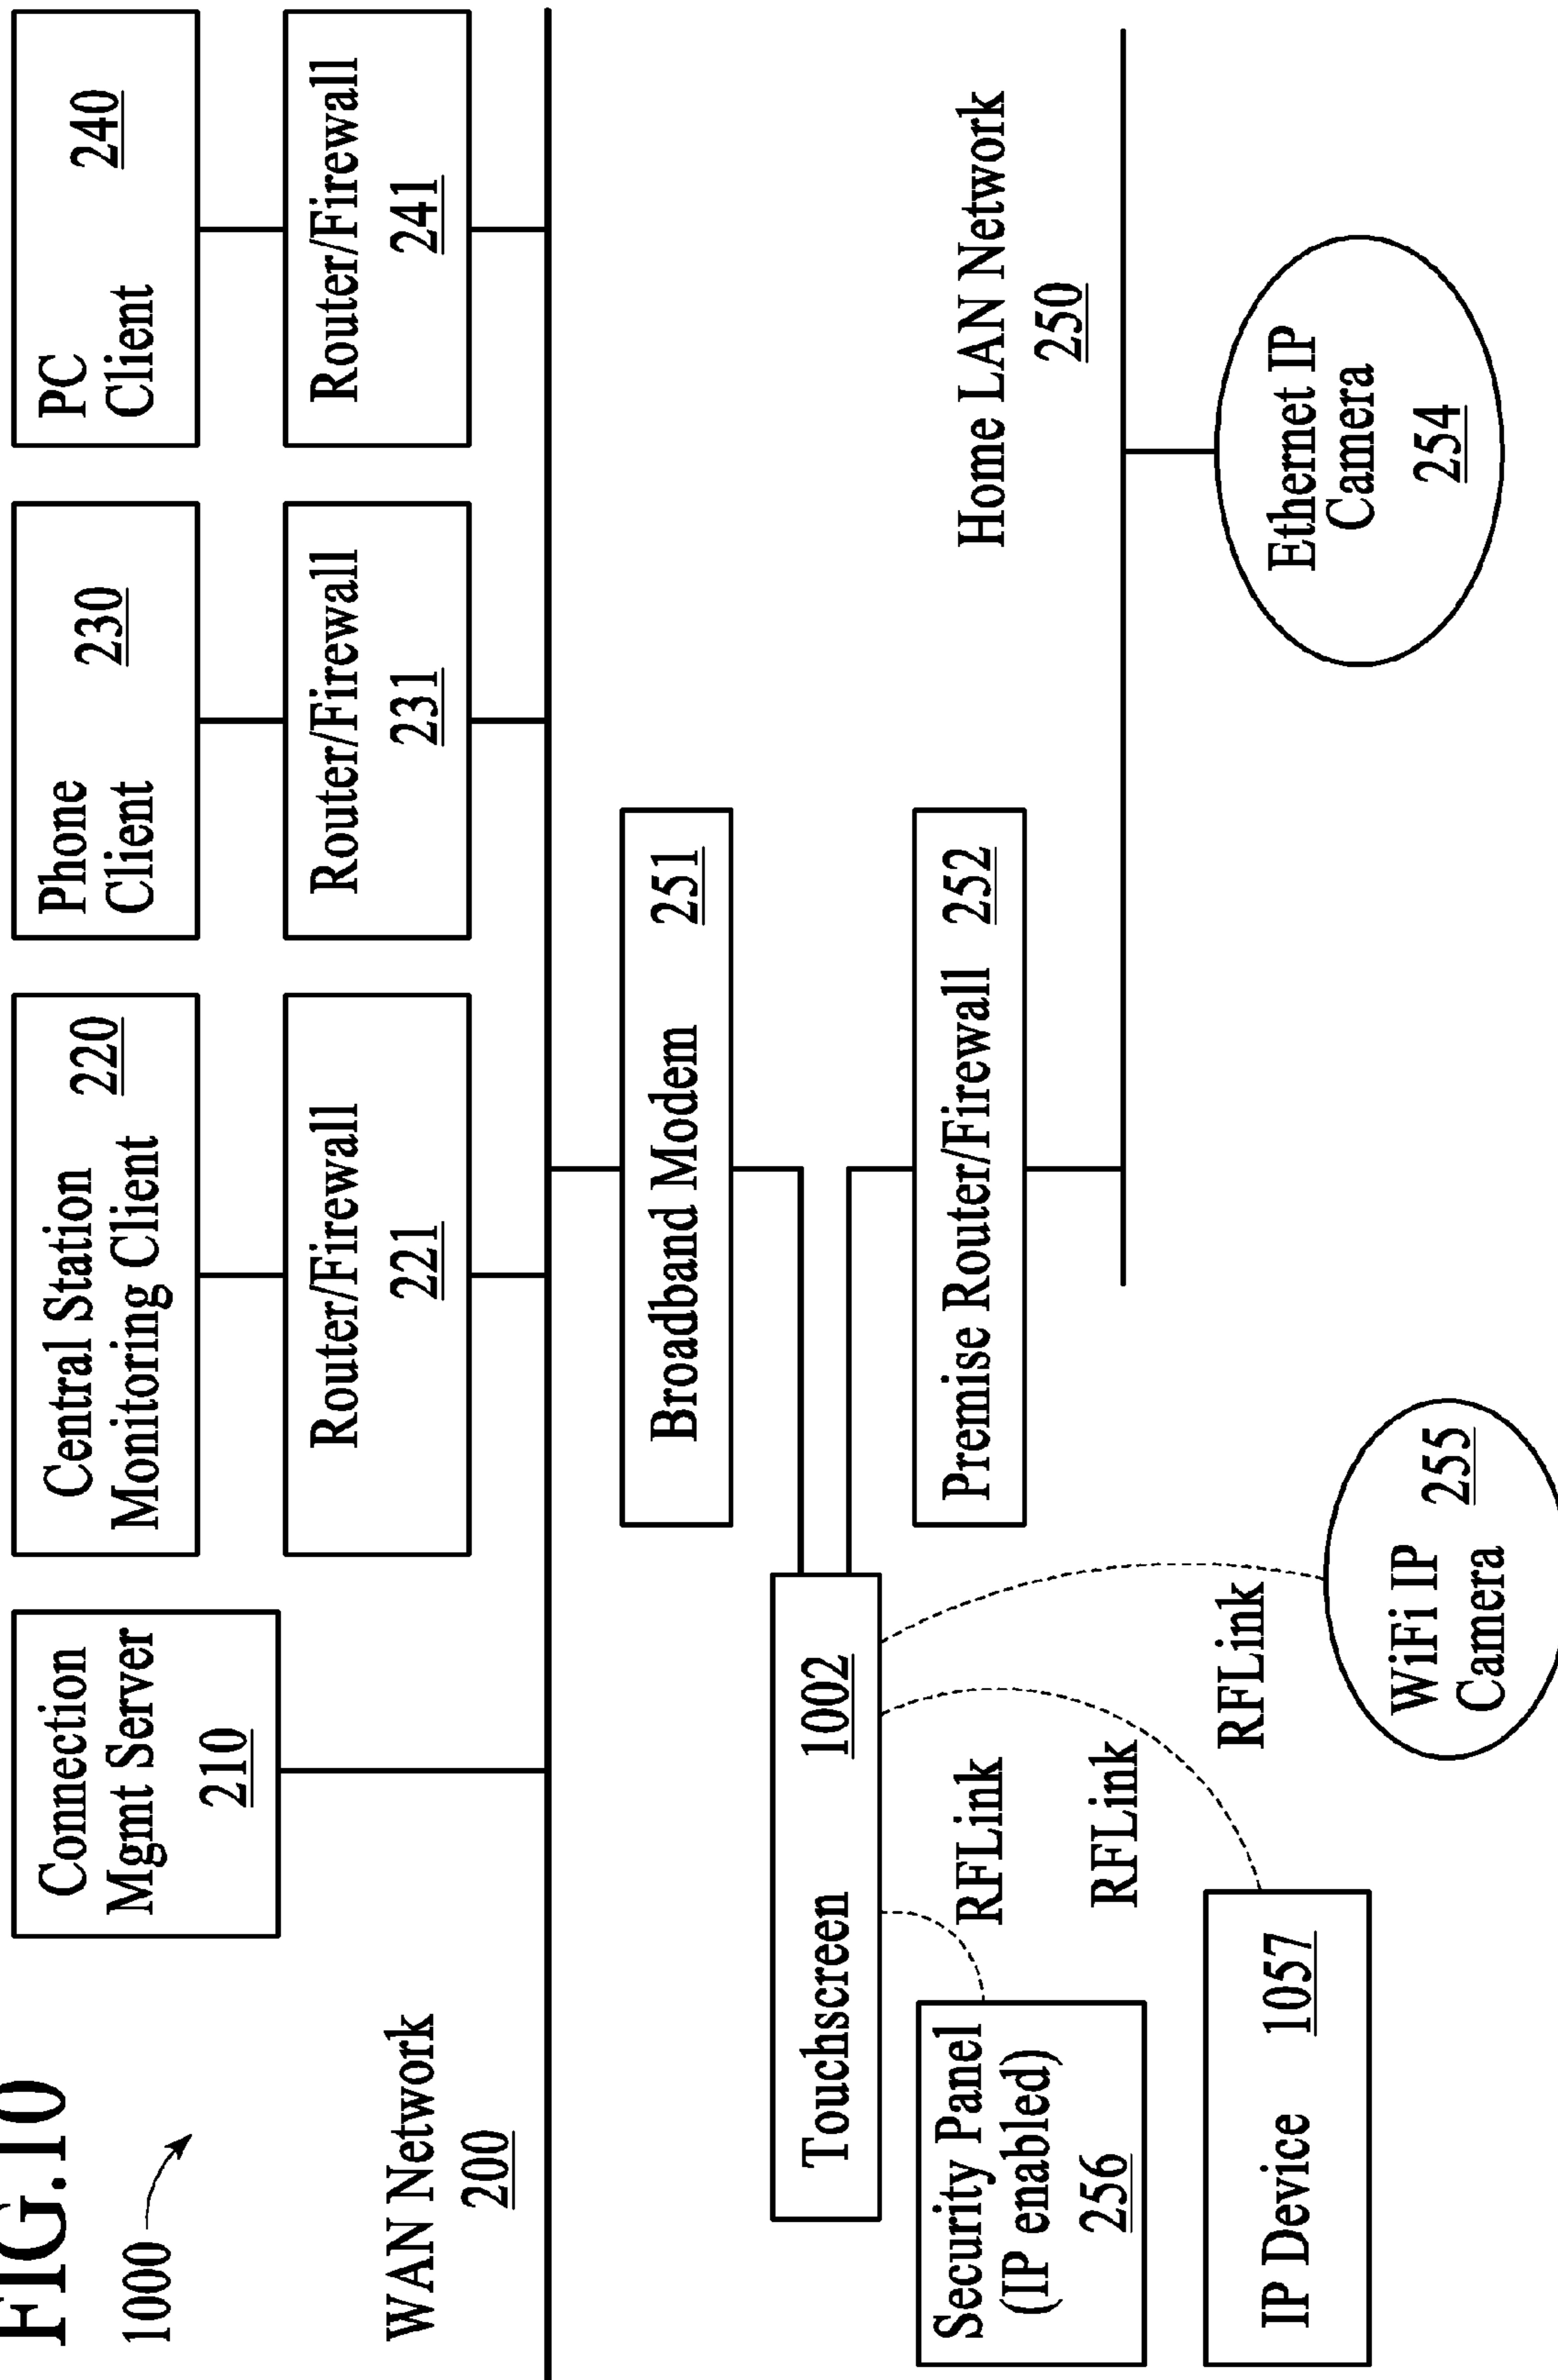 FIG.10
1000
Connection
Mgmt Server
210
Central Station
Monitoring Client
220
Phone
Client
230
PC
Client
240
Router/Firewall
221
Router/Firewall
231
Router/Firewall
241
WAN Network
200
Broadband Modem 251
Touchscreen 1002
Premise Router/Firewall 252
Home LAN Network
250
Security Panel
(IP enabled)
256
RFLink
RFLink
RFLink
IP Device 1057
WiFi IP
Camera
255
Ethernet IP
Camera
254